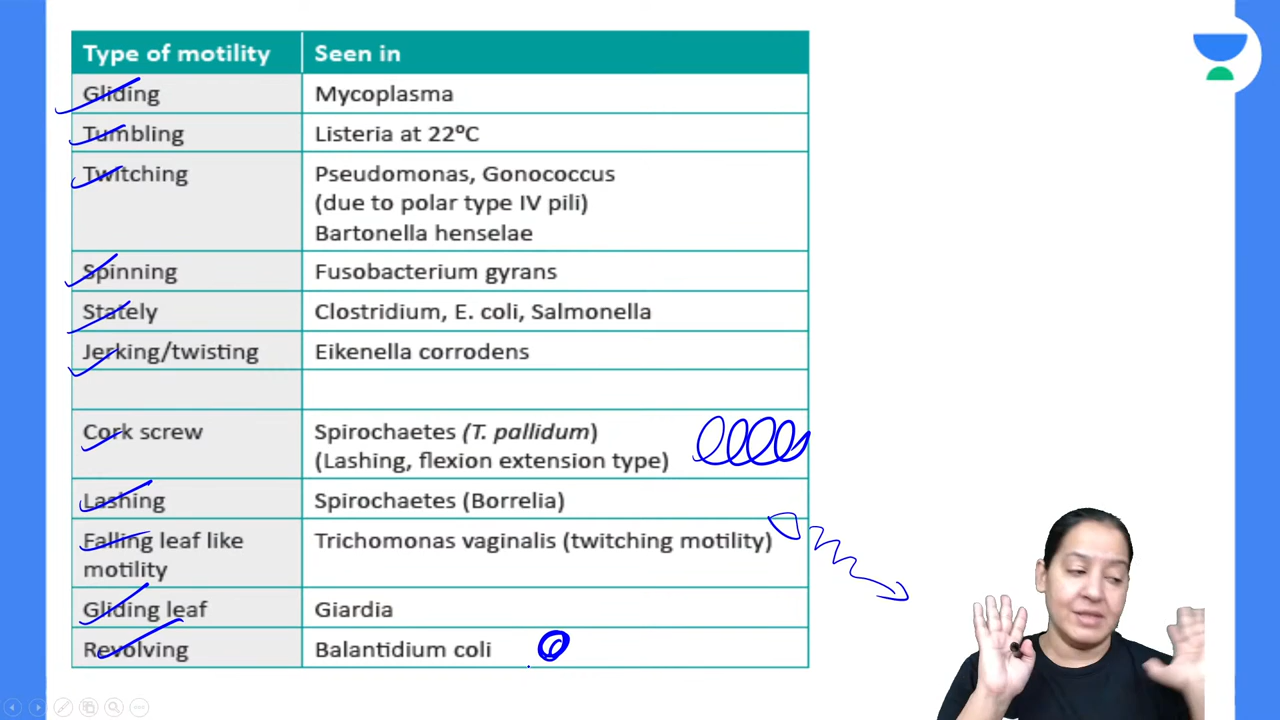 Type of motility Seen in
Gliding Mycoplasma
Tumbling Listeria at 22ºC
Twitching Pseudomonas, Gonococcus
(due to polar type IV pili)
Bartonella henselae
Spinning Fusobacterium gyrans
Stately Clostridium, E. coli, Salmonella
Jerking/twisting Eikenella corrodens
Cork screw Spirochaetes (T. pallidum)
(Lashing, flexion extension type)
Lashing Spirochaetes (Borrelia)
Falling leaf like Trichomonas vaginalis (twitching motility)
motility
Gliding leaf Giardia
Revolving Balantidium coli